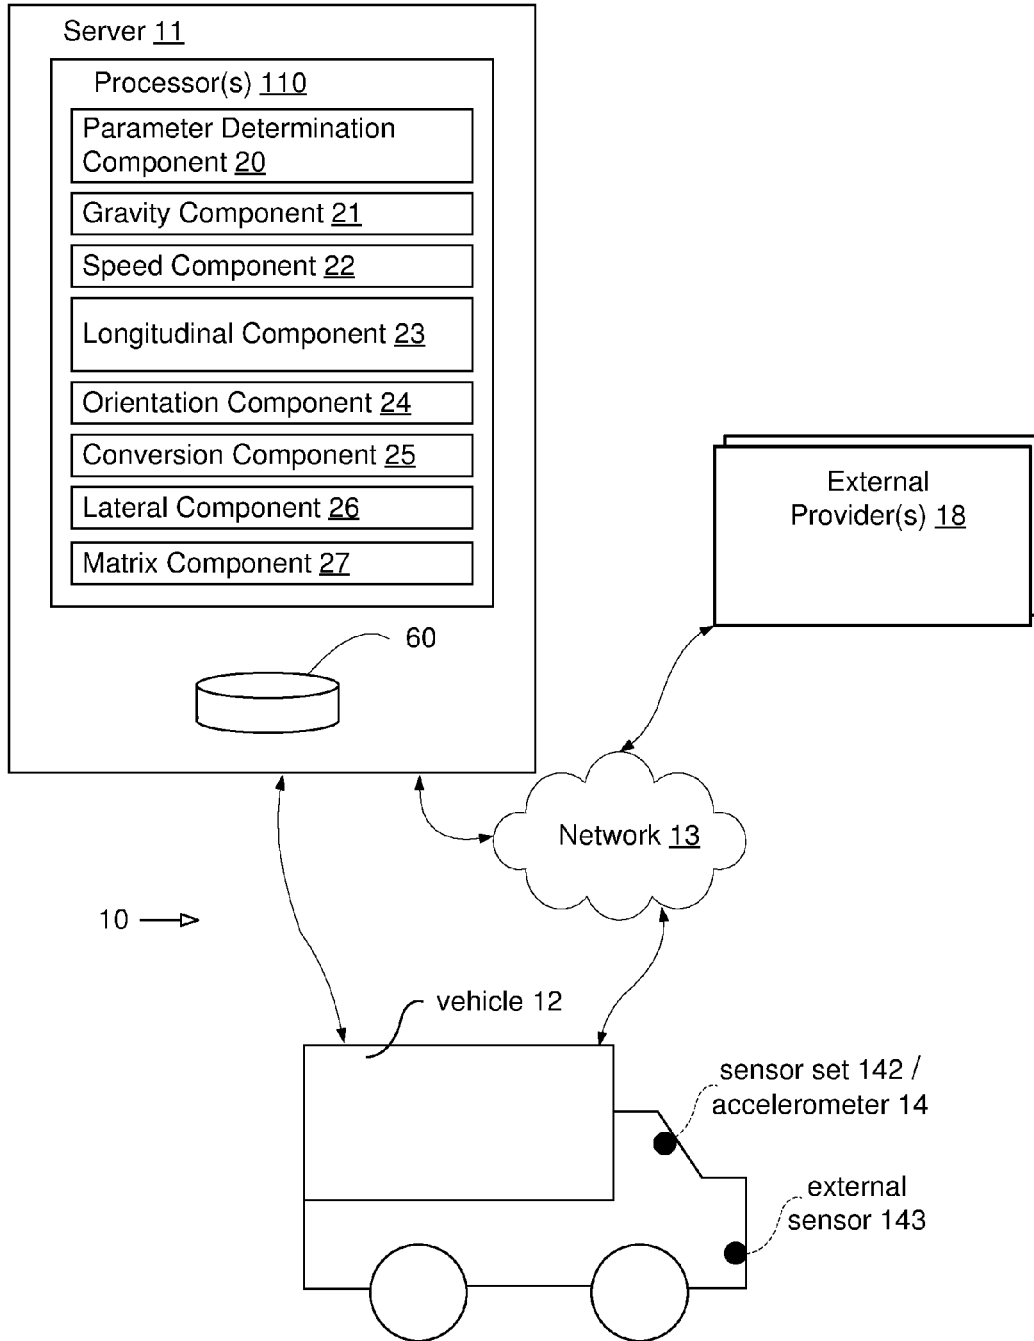 Server 11
Processor(s) 110
Parameter Determination
Component 20
Gravity Component 21
Speed Component 22
Longitudinal Component 23
Orientation Component 24
Conversion Component 25
Lateral Component 26
Matrix Component 27
60
External
Provider(s) 18
Network 13
10
vehicle 12
sensor set 142 /
accelerometer 14
external
sensor 143